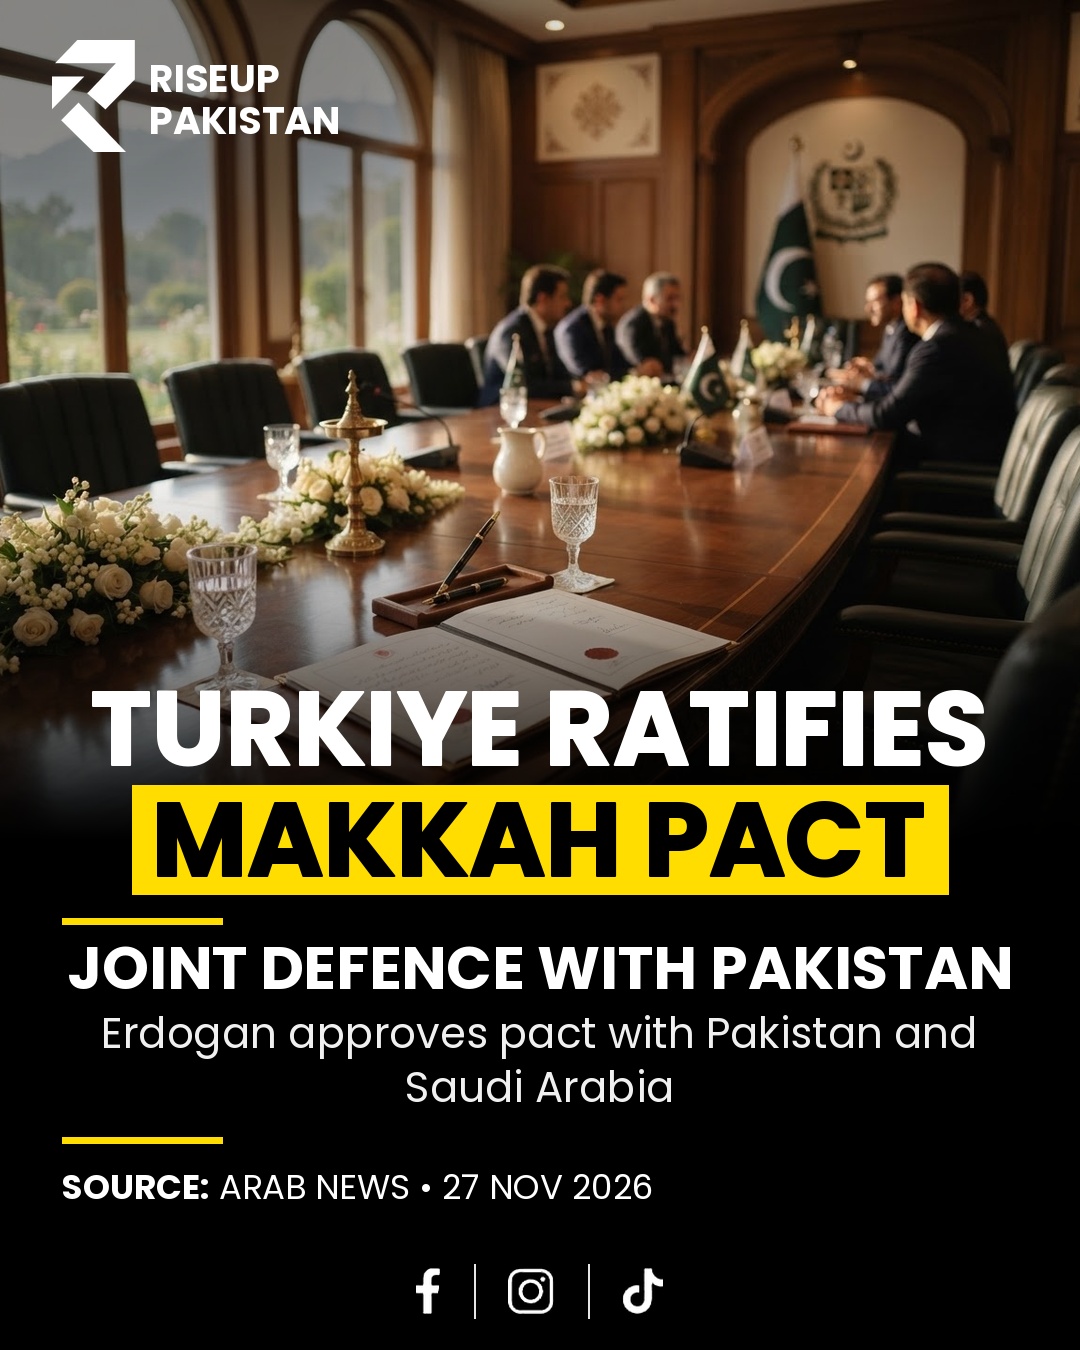 RISEUP
PAKISTAN
TURKIYE RATIFIES
MAKKAH PACT
JOINT DEFENCE WITH PAKISTAN
Erdogan approves pact with Pakistan and
Saudi Arabia
SOURCE: ARAB NEWS • 27 NOV 2026